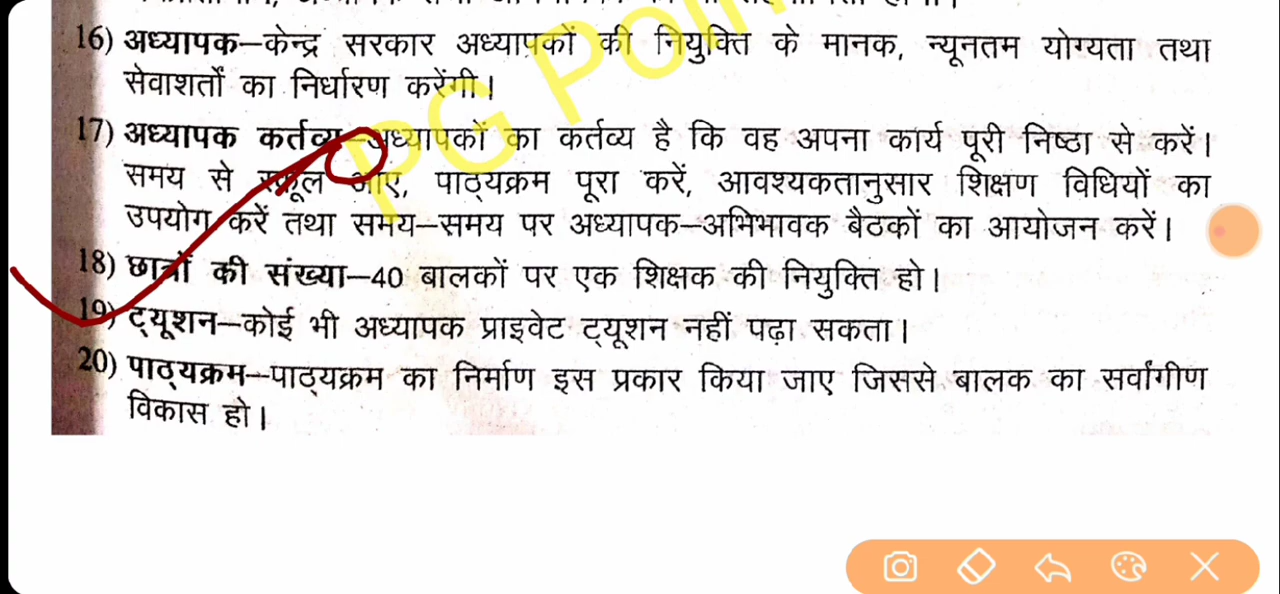 16) अध्यापक–केन्द्र सरकार अध्यापकों की नियुक्ति के मानक, न्यूनतम योग्यता तथा
सेवाशर्तों का निर्धारण करेंगी।
17) अध्यापक कर्तव्य–अध्यापकों का कर्तव्य है कि वह अपना कार्य पूरी निष्ठा से करें।
समय से स्कूल आए, पाठ्यक्रम पूरा करें, आवश्यकतानुसार शिक्षण विधियों का
उपयोग करें तथा समय–समय पर अध्यापक–अभिभावक बैठकों का आयोजन करें।
18) छात्रों की संख्या–40 बालकों पर एक शिक्षक की नियुक्ति हो।
19) ट्यूशन–कोई भी अध्यापक प्राइवेट ट्यूशन नहीं पढ़ा सकता।
20) पाठ्यक्रम–पाठ्यक्रम का निर्माण इस प्रकार किया जाए जिससे बालक का सर्वांगीण
विकास हो।
PG